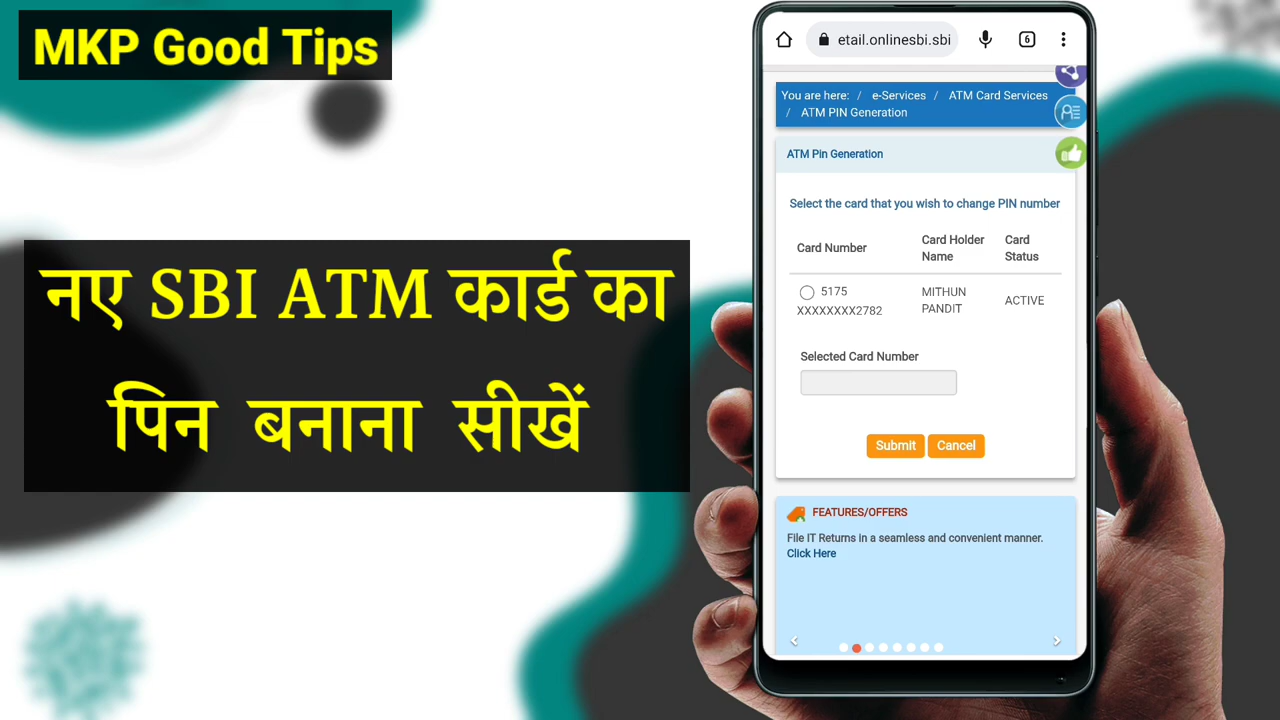 MKP Good Tips
नए SBI ATM कार्ड का
पिन बनाना सीखें
etail.onlinesbi.sbi
6
You are here: / e-Services / ATM Card Services
/ ATM PIN Generation
ATM Pin Generation
Select the card that you wish to change PIN number
Card Number Card Holder Name Card Status
5175 XXXXXXXX2782 MITHUN PANDIT ACTIVE
Selected Card Number
Submit Cancel
FEATURES/OFFERS
File IT Returns in a seamless and convenient manner.
Click Here